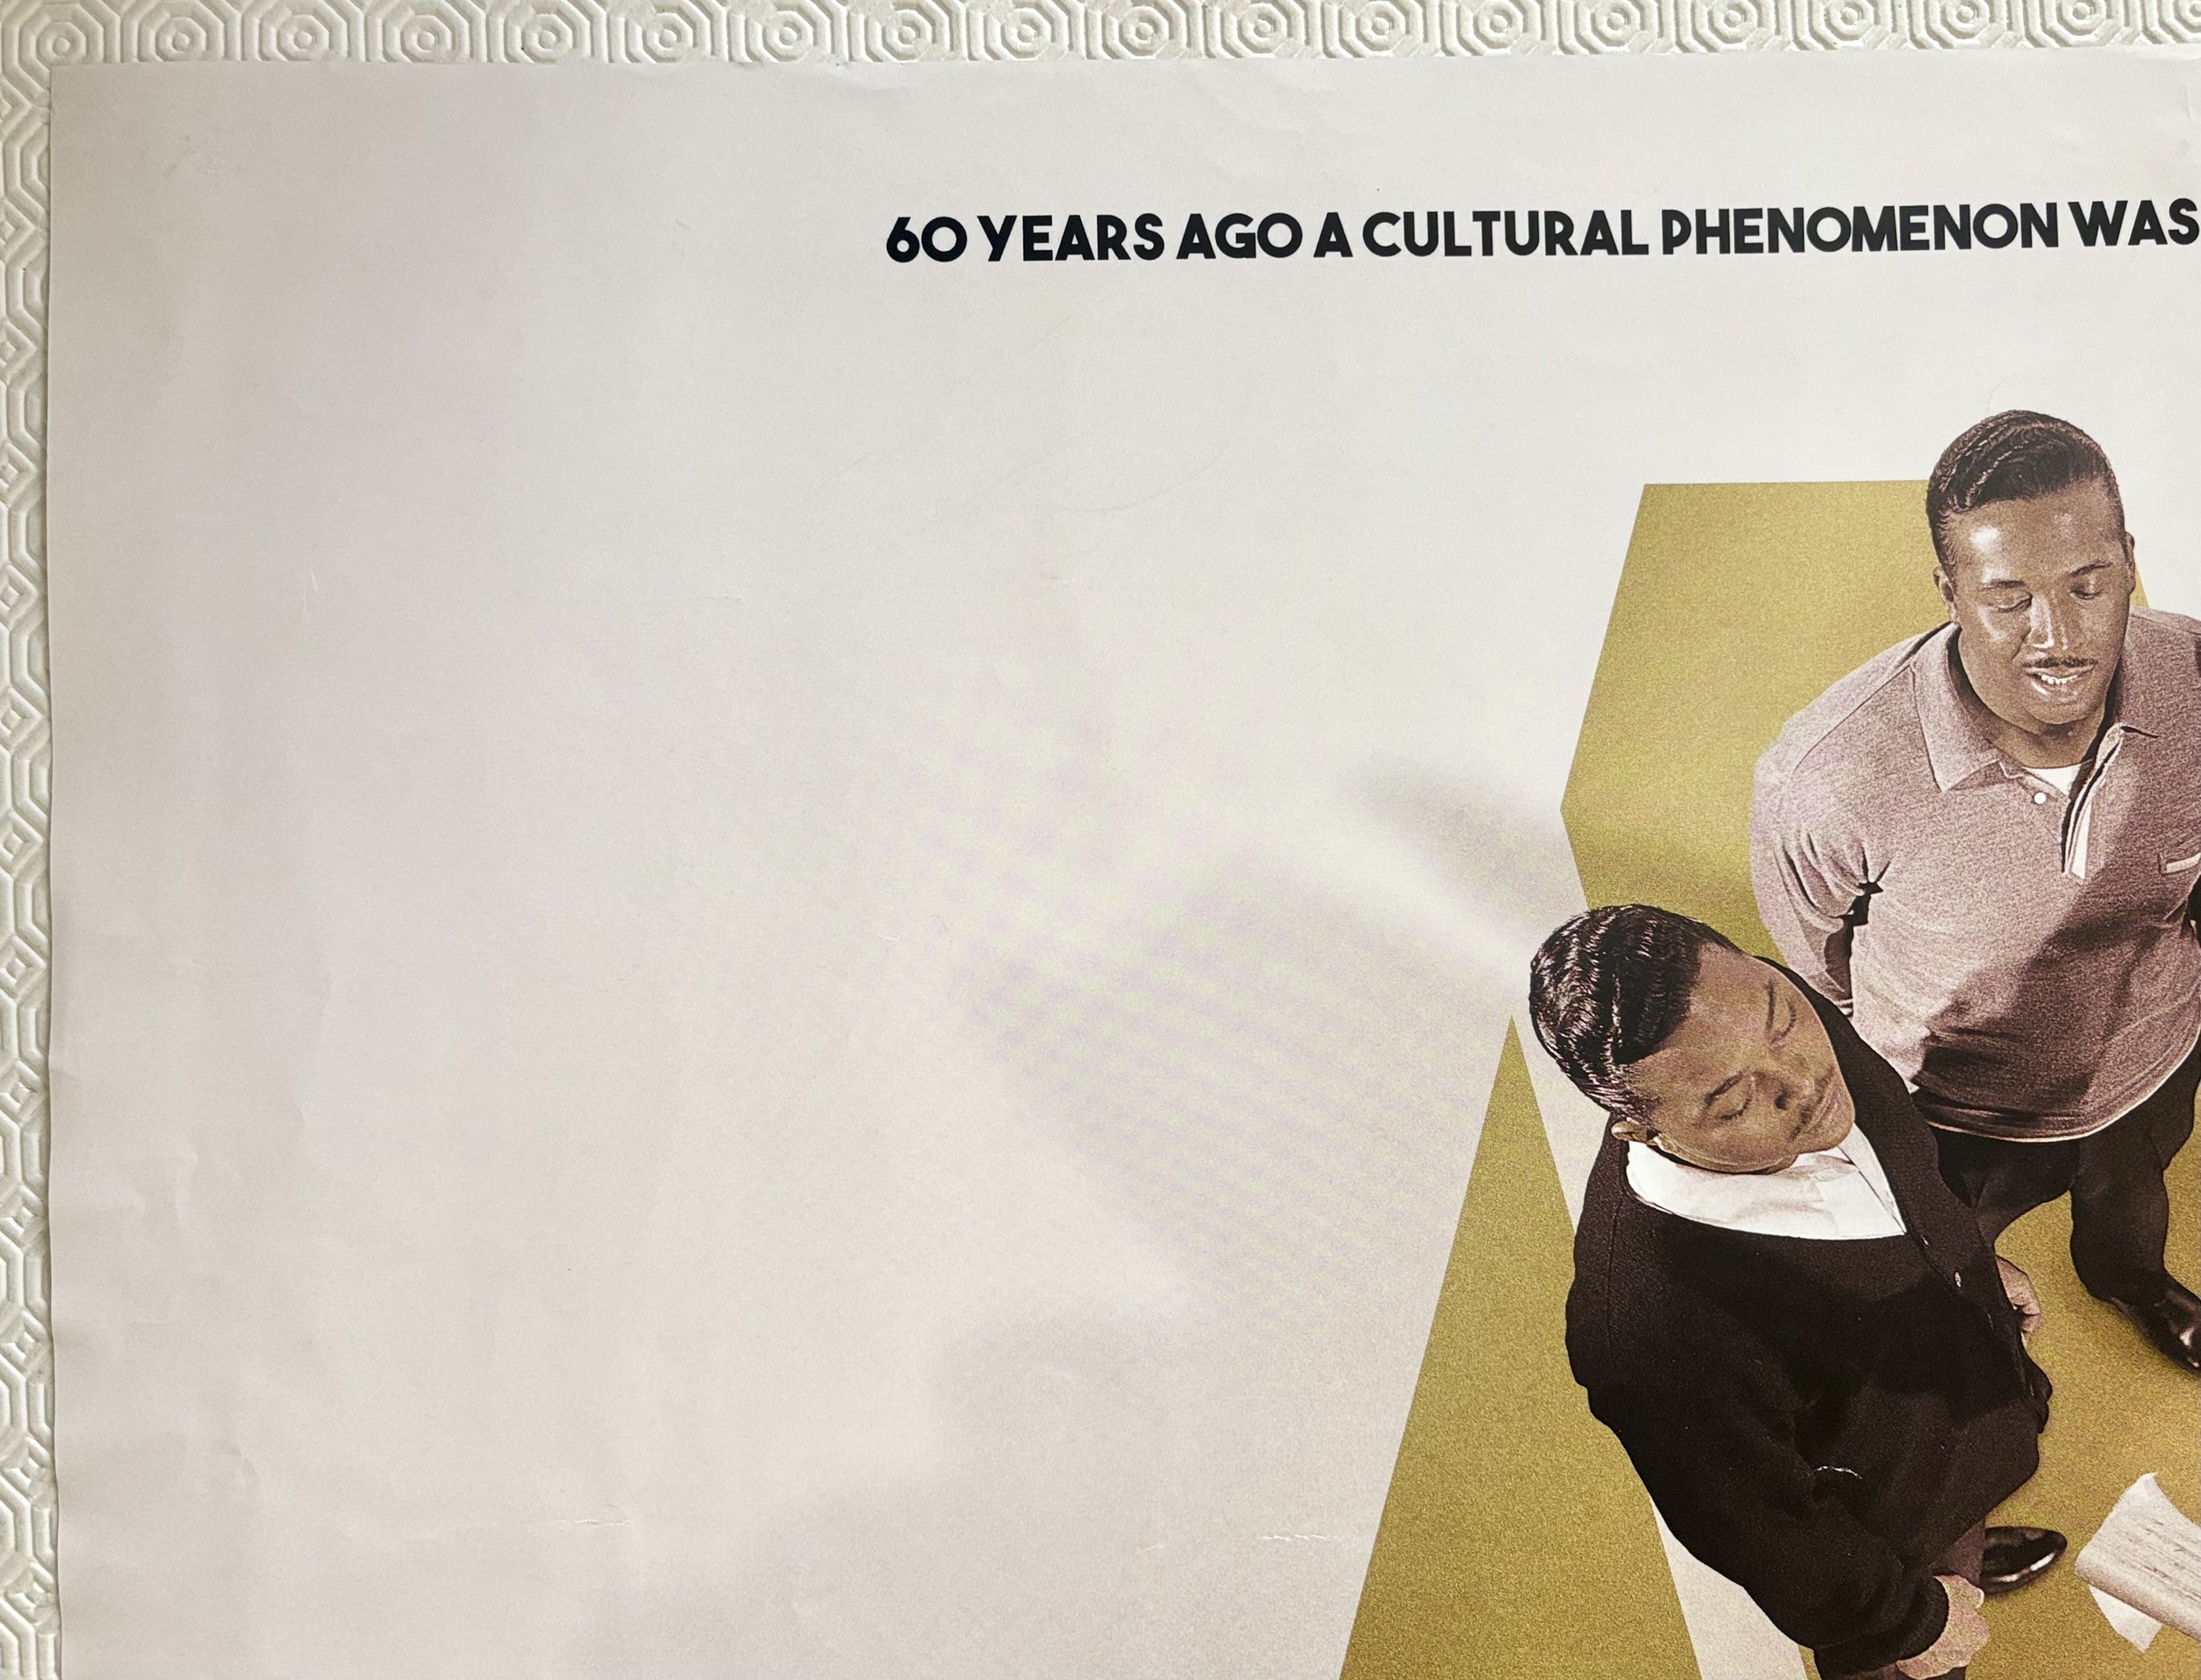 60 YEARS AGO A CULTURAL PHENOMENON WAS